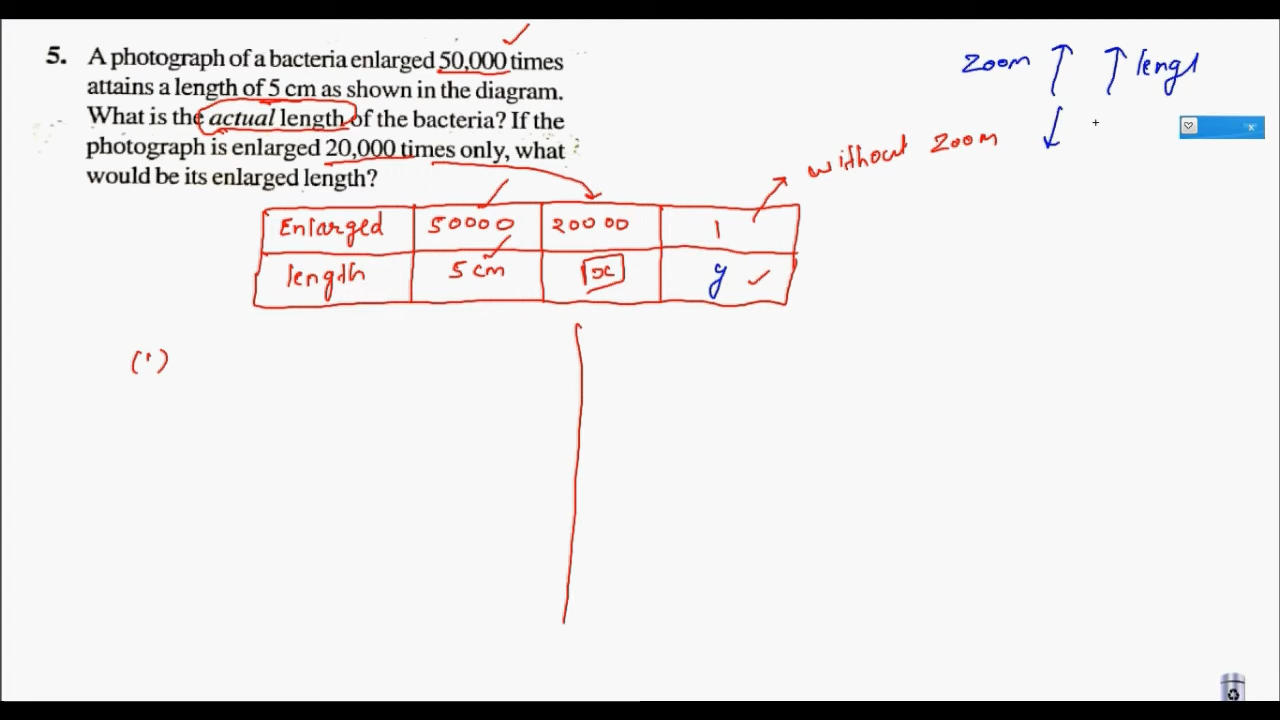 5. A photograph of a bacteria enlarged 50,000 times
attains a length of 5 cm as shown in the diagram.
What is the actual length of the bacteria? If the
photograph is enlarged 20,000 times only, what
would be its enlarged length?
zoom ↑ ↑ lengt
↓
without zoom
Enlarged 50000 20000 1
length 5 cm x y ✓
(1)